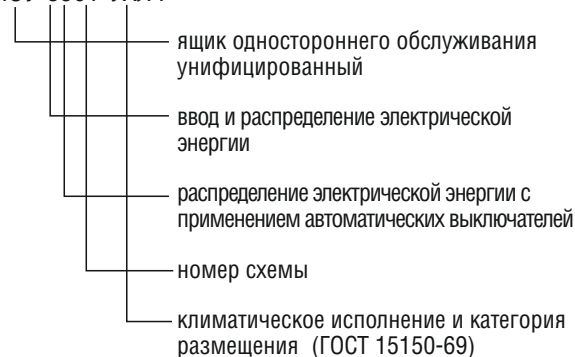 ящик одностороннего обслуживания
унифицированный
ввод и распределение электрической
энергии
распределение электрической энергии с
применением автоматических выключателей
номер схемы
климатическое исполнение и категория
размещения (ГОСТ 15150-69)